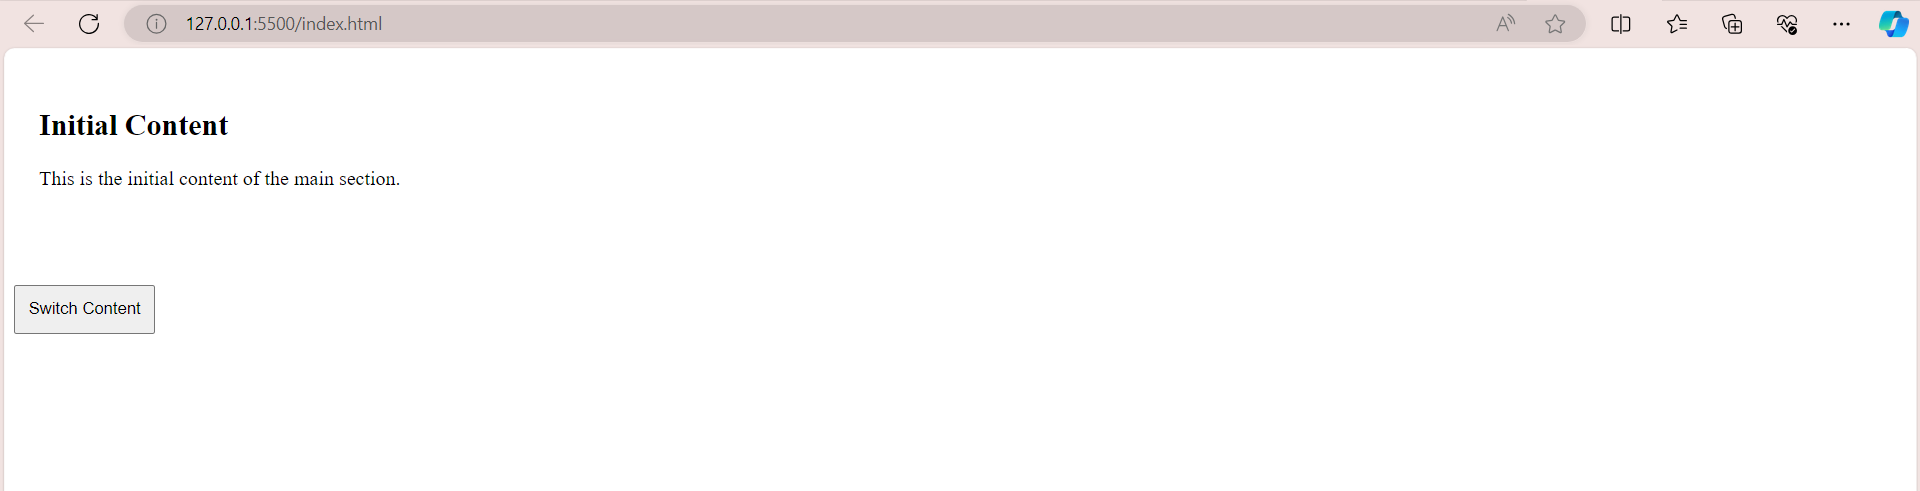 127.0.0.1:5500/index.html
Initial Content
This is the initial content of the main section.
Switch Content